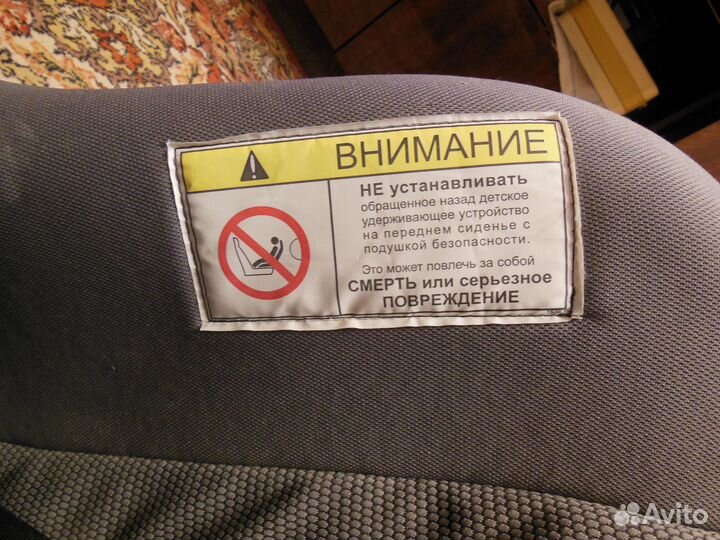 ВНИМАНИЕ
НЕ устанавливать
обращенное назад детское
удерживающее устройство
на переднем сиденье с
подушкой безопасности.
Это может повлечь за собой
СМЕРТЬ или серьезное
ПОВРЕЖДЕНИЕ
Avito